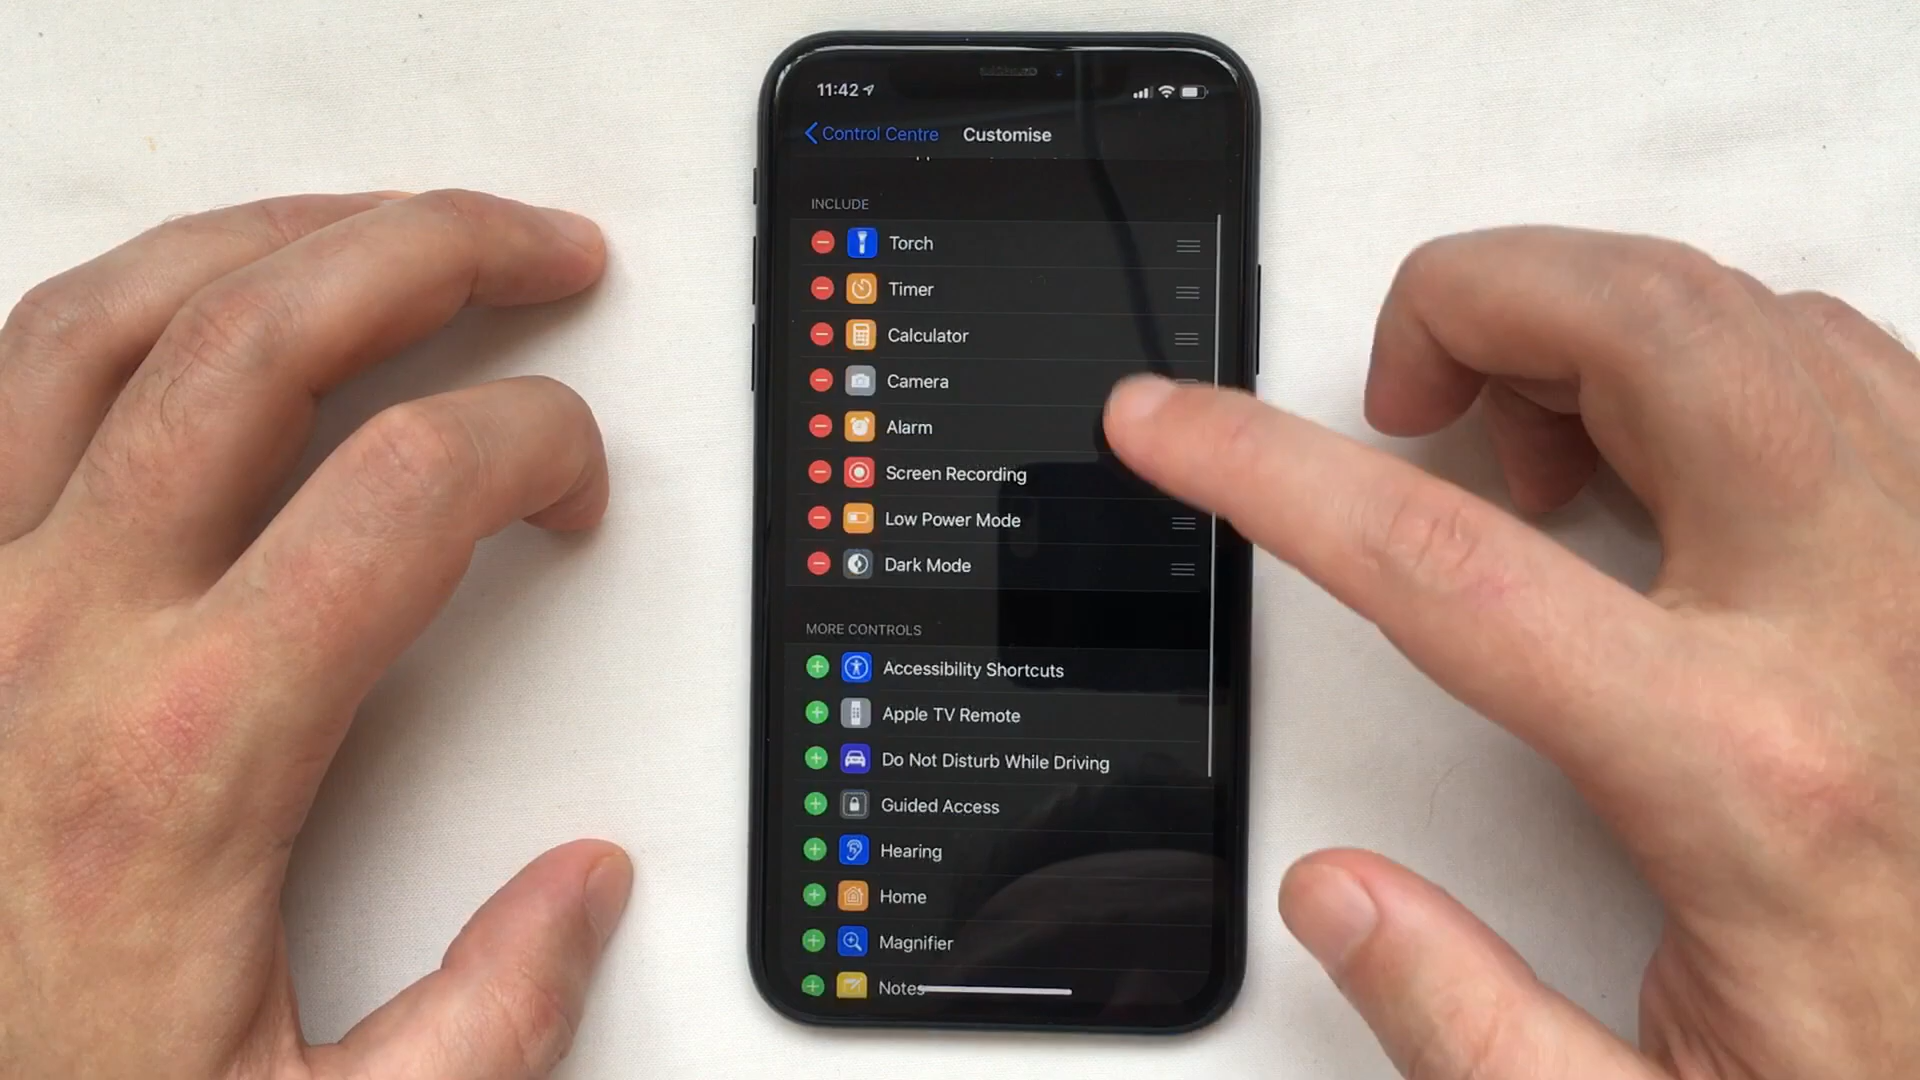 11:42
Control Centre Customise
INCLUDE
Torch
Timer
Calculator
Camera
Alarm
Screen Recording
Low Power Mode
Dark Mode
MORE CONTROLS
Accessibility Shortcuts
Apple TV Remote
Do Not Disturb While Driving
Guided Access
Hearing
Home
Magnifier
Notes